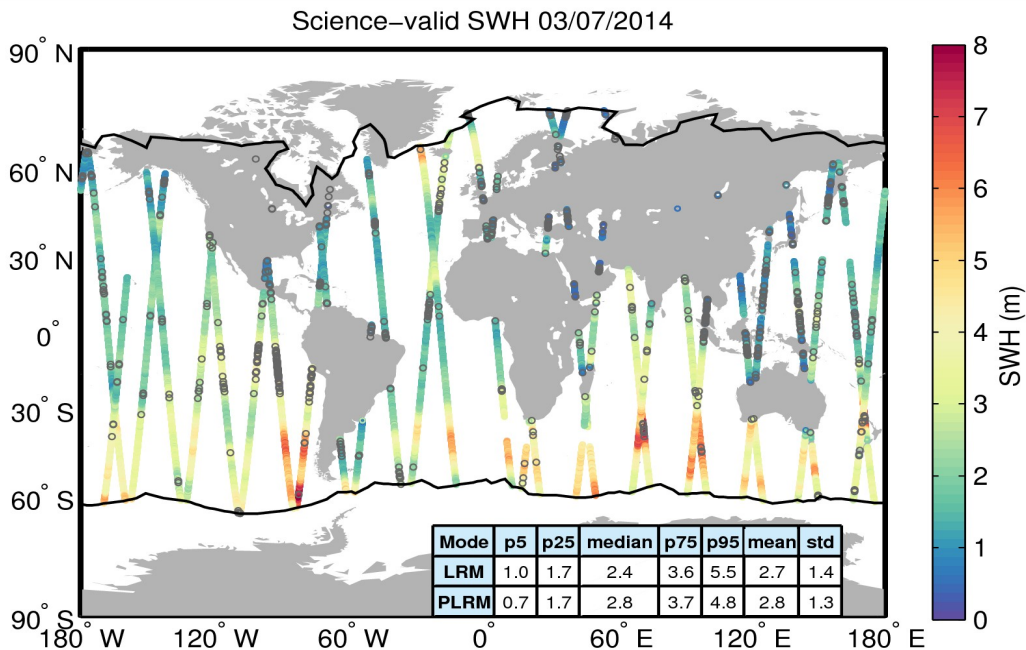 Science−valid SWH 03/07/2014
90° N
60° N
30° N
0°
30° S
60° S
90° S
180° W
120° W
60° W
0°
60° E
120° E
180° E
Mode p5 p25 median p75 p95 mean std
LRM 1.0 1.7 2.4 3.6 5.5 2.7 1.4
PLRM 0.7 1.7 2.8 3.7 4.8 2.8 1.3
8
7
6
5
4
3
2
1
0
SWH (m)